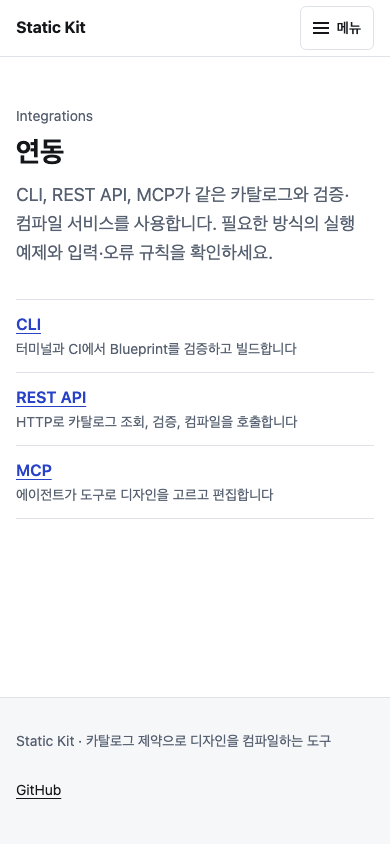 Static Kit
메뉴
Integrations
연동
CLI, REST API, MCP가 같은 카탈로그와 검증·
컴파일 서비스를 사용합니다. 필요한 방식의 실행
예제와 입력·오류 규칙을 확인하세요.
CLI
터미널과 CI에서 Blueprint를 검증하고 빌드합니다
REST API
HTTP로 카탈로그 조회, 검증, 컴파일을 호출합니다
MCP
에이전트가 도구로 디자인을 고르고 편집합니다
Static Kit · 카탈로그 제약으로 디자인을 컴파일하는 도구
GitHub